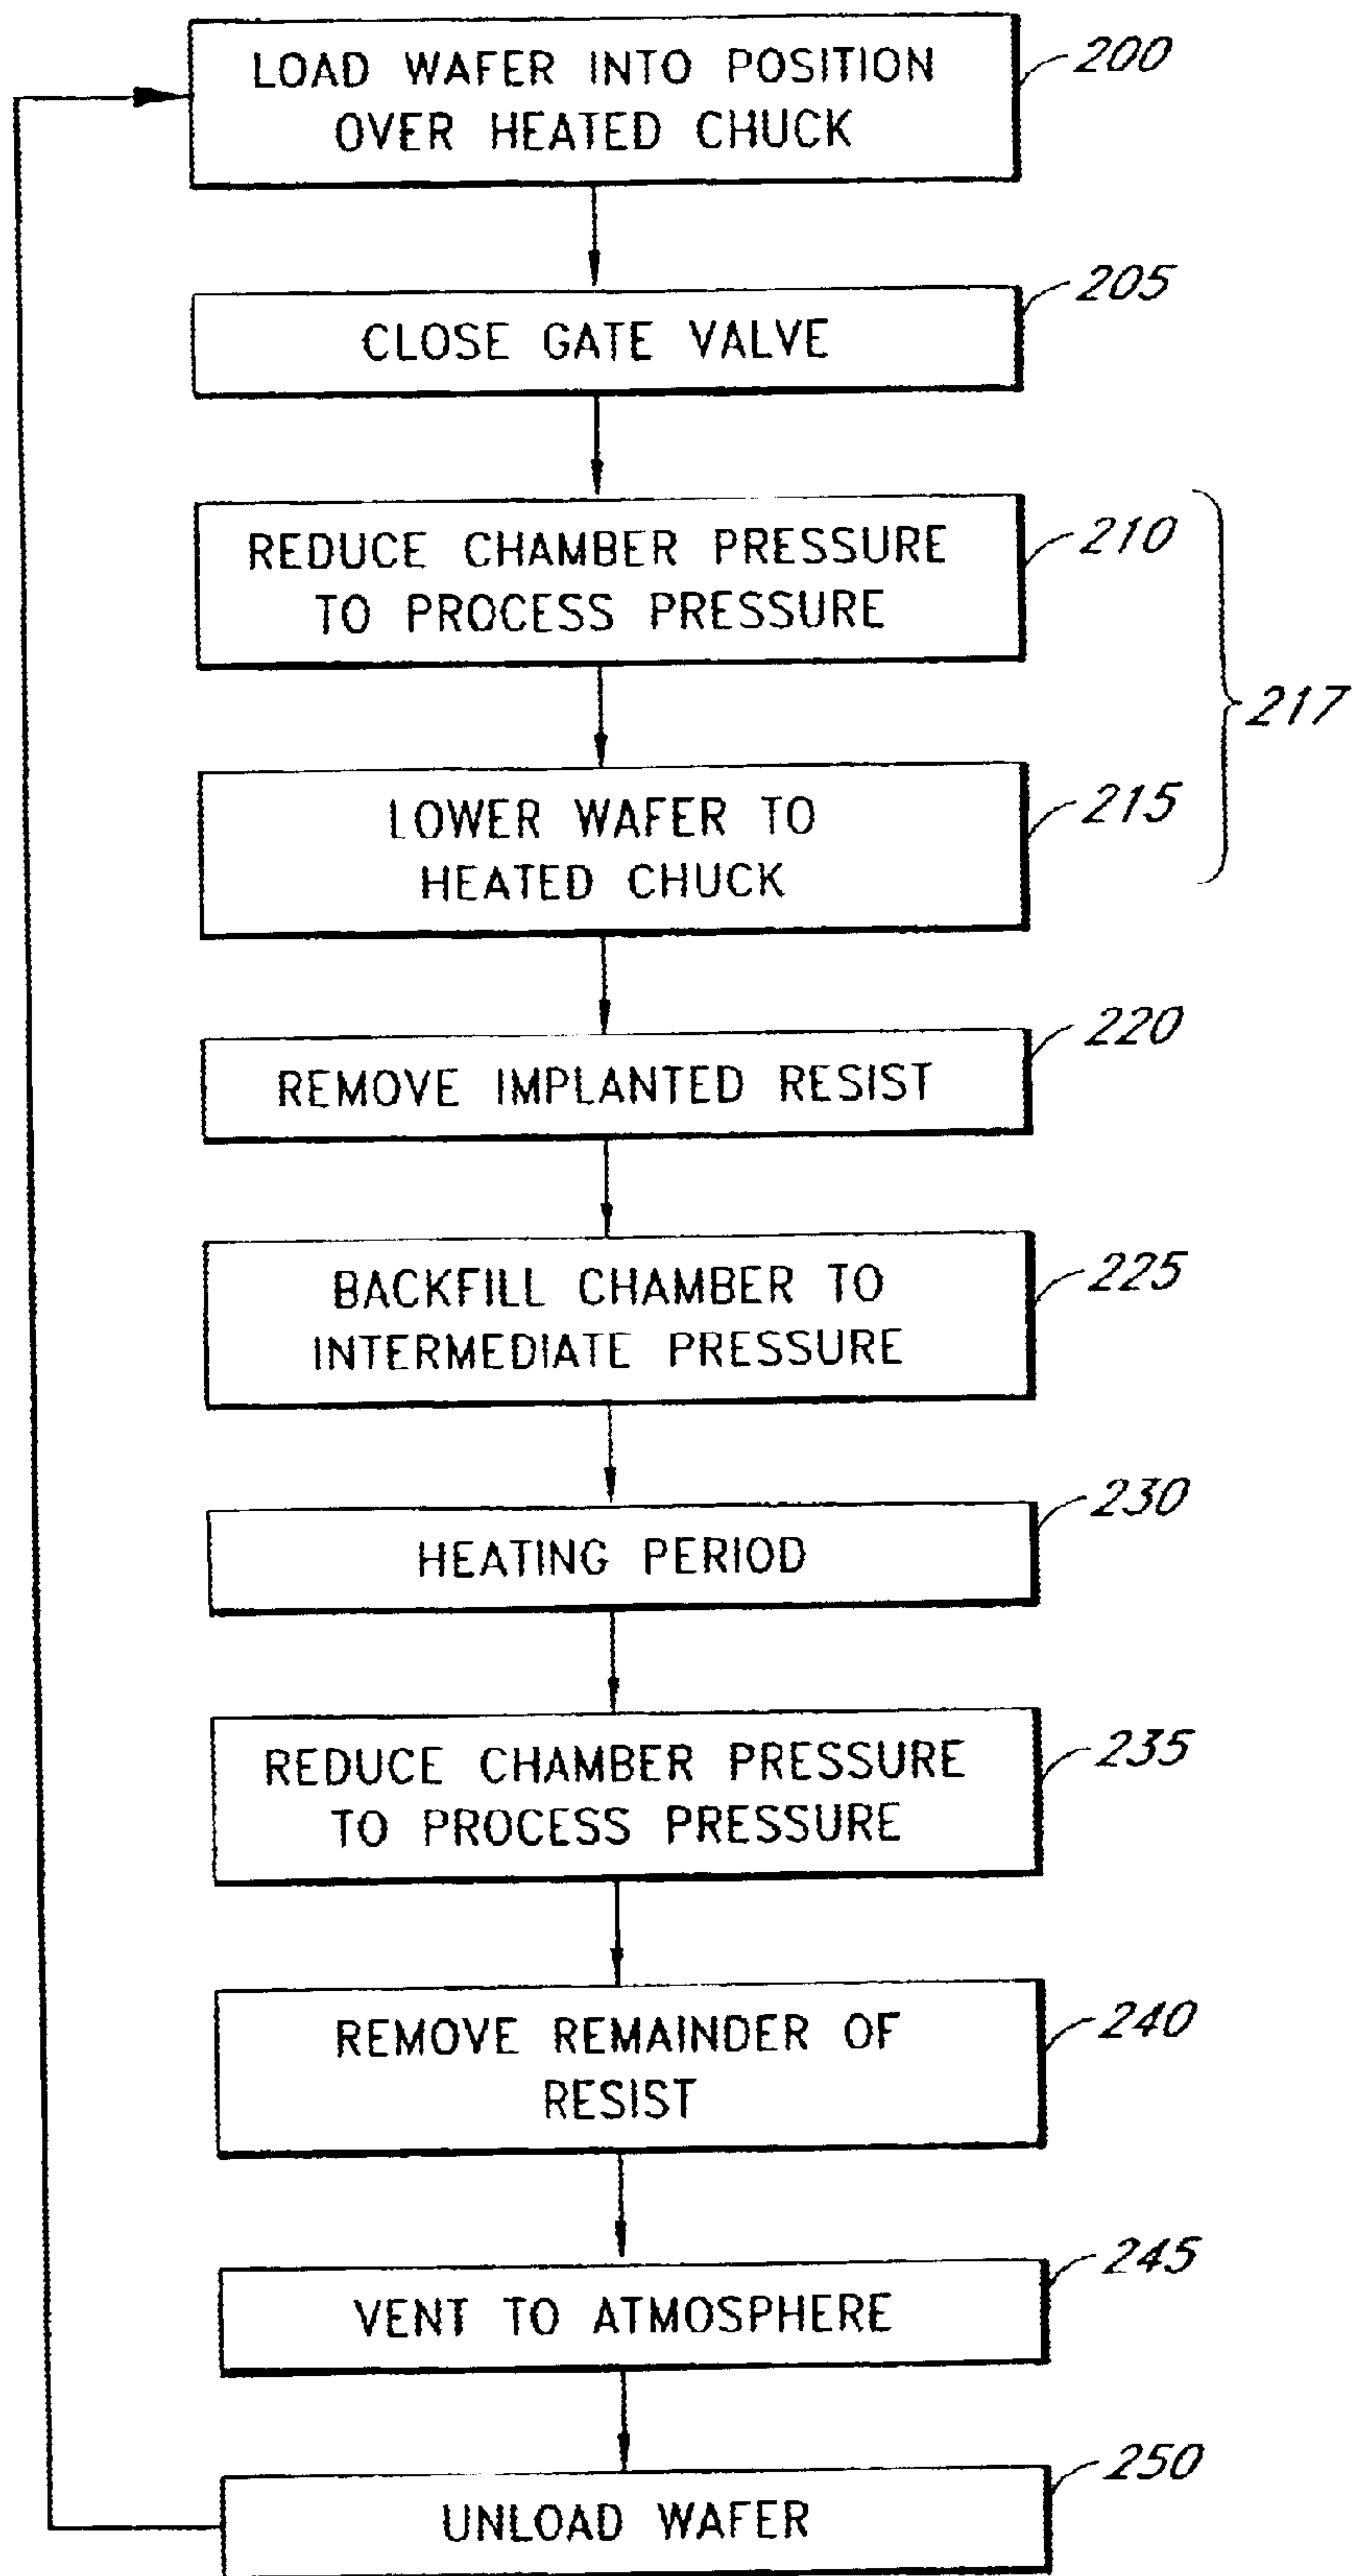 LOAD WAFER INTO POSITION
OVER HEATED CHUCK
200
CLOSE GATE VALVE
205
REDUCE CHAMBER PRESSURE
TO PROCESS PRESSURE
210
217
LOWER WAFER TO
HEATED CHUCK
215
REMOVE IMPLANTED RESIST
220
BACKFILL CHAMBER TO
INTERMEDIATE PRESSURE
225
HEATING PERIOD
230
REDUCE CHAMBER PRESSURE
TO PROCESS PRESSURE
235
REMOVE REMAINDER OF
RESIST
240
VENT TO ATMOSPHERE
245
UNLOAD WAFER
250